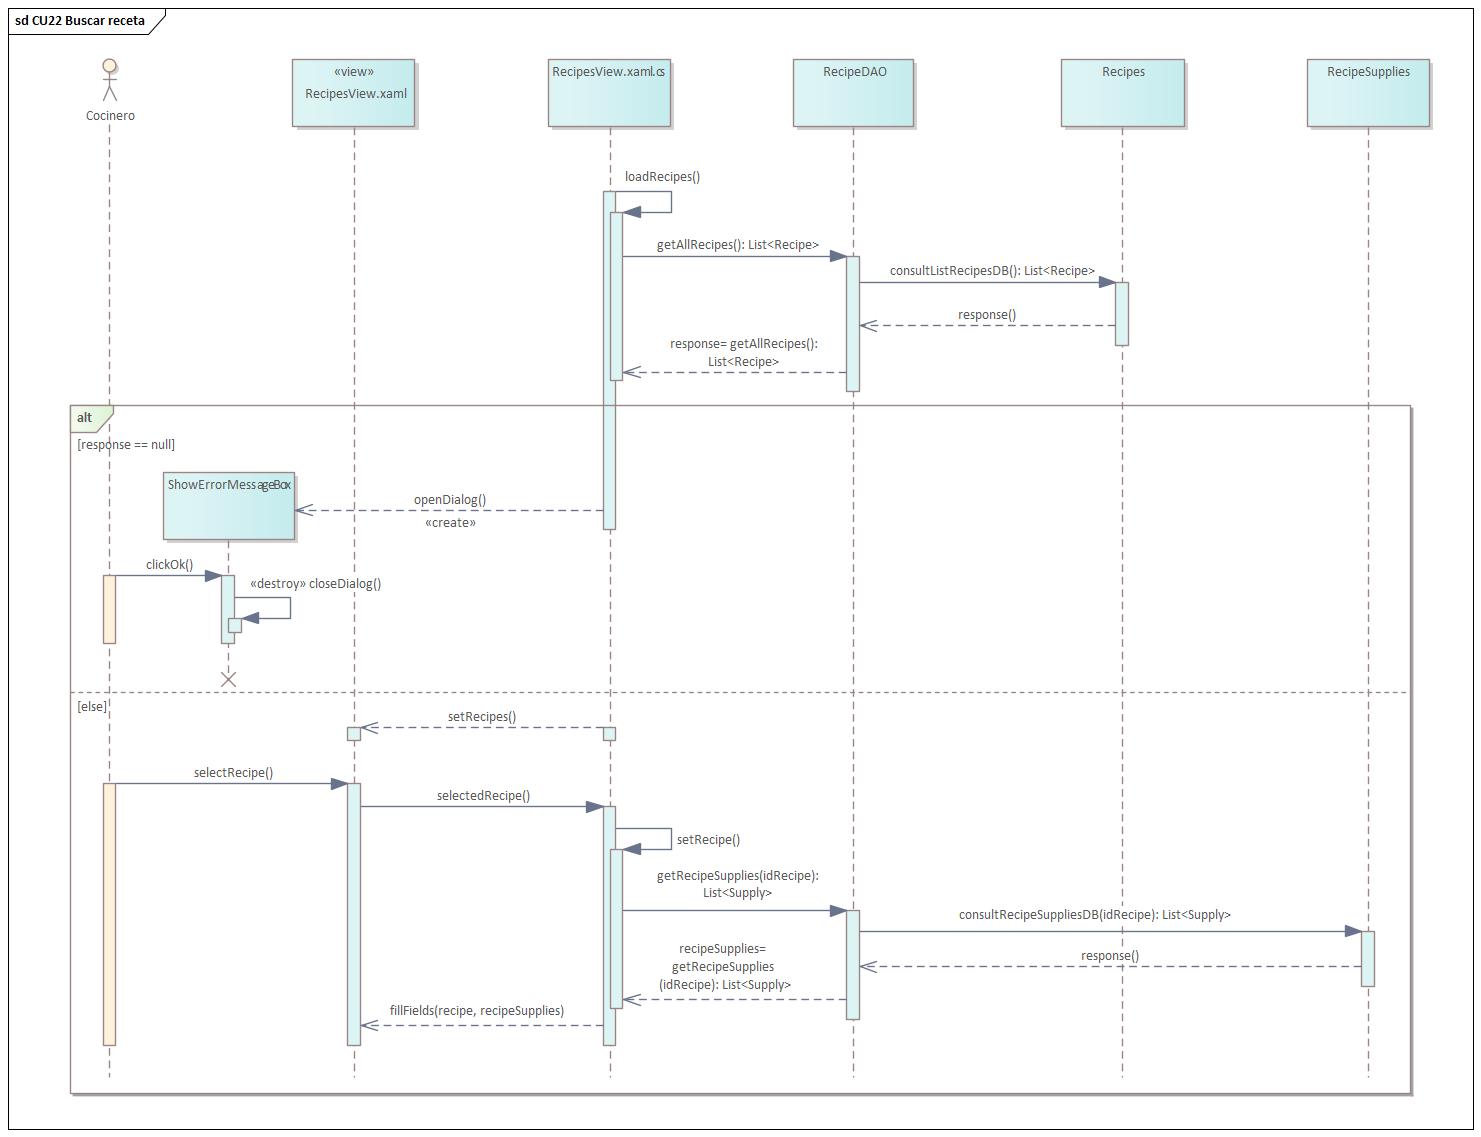 sd CU22 Buscar receta
Cocinero
«view»
RecipesView.xaml
RecipesView.xaml.cs
RecipeDAO
Recipes
RecipeSupplies
loadRecipes()
getAllRecipes(): List<Recipe>
consultListRecipesDB(): List<Recipe>
response()
response= getAllRecipes():
List<Recipe>
alt
[response == null]
ShowErrorMessageBox
openDialog()
«create»
clickOk()
«destroy» closeDialog()
[else]
setRecipes()
selectRecipe()
selectedRecipe()
setRecipe()
getRecipeSupplies(idRecipe):
List<Supply>
consultRecipeSuppliesDB(idRecipe): List<Supply>
response()
recipeSupplies=
getRecipeSupplies
(idRecipe): List<Supply>
fillFields(recipe, recipeSupplies)